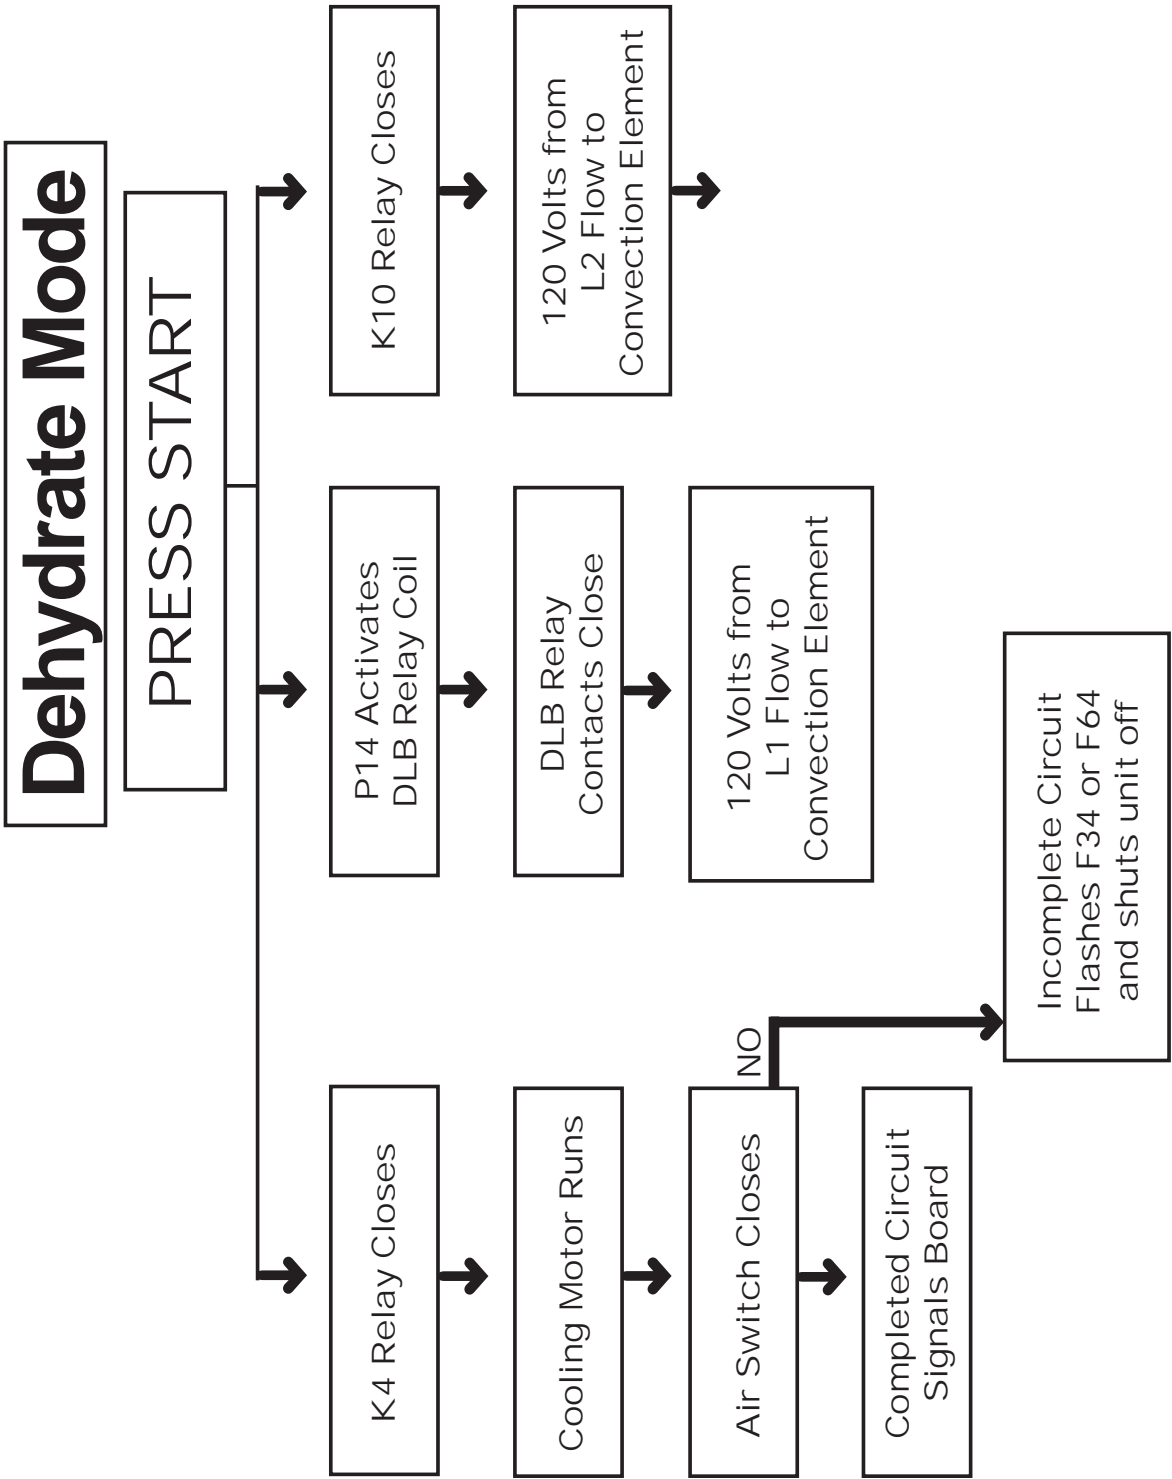 Dehydrate Mode
PRESS START
K4 Relay Closes
Cooling Motor Runs
Air Switch Closes
NO
Completed Circuit
Signals Board
Incomplete Circuit
Flashes F34 or F64
and shuts unit off
P14 Activates
DLB Relay Coil
DLB Relay
Contacts Close
120 Volts from
L1 Flow to
Convection Element
K10 Relay Closes
120 Volts from
L2 Flow to
Convection Element